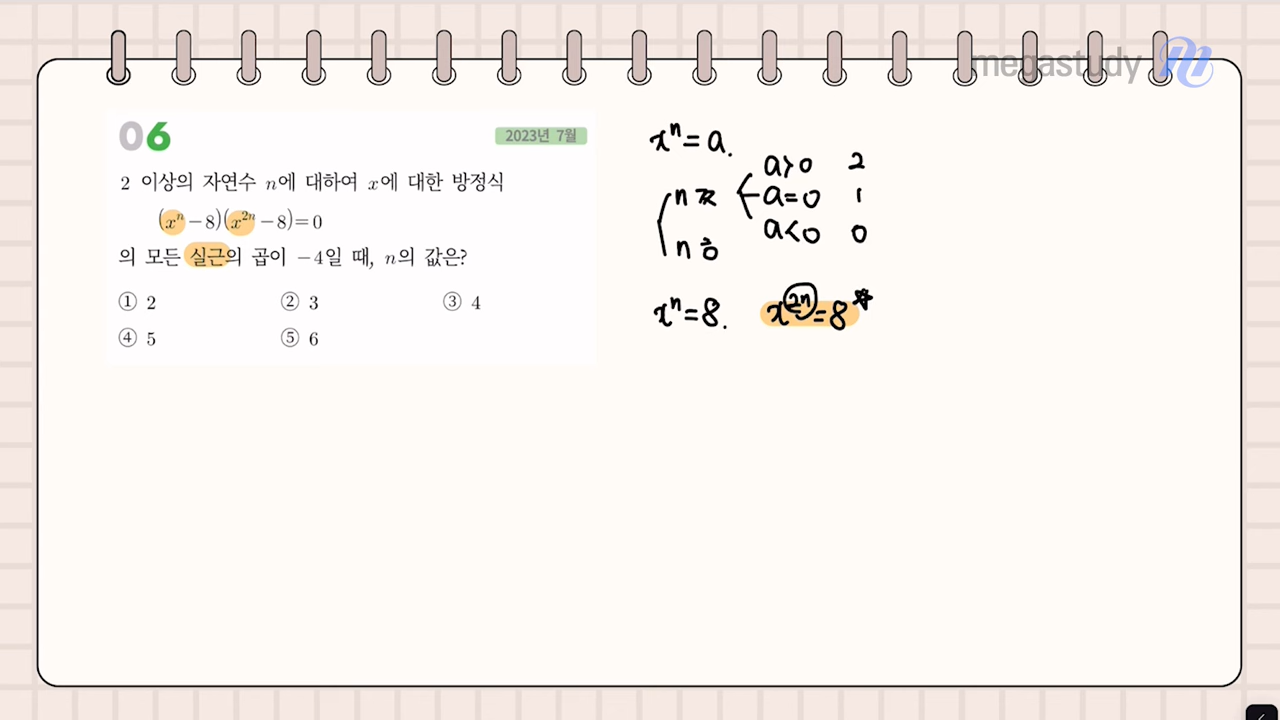 megastudy
06
2023년 7월
2 이상의 자연수 n에 대하여 x에 대한 방정식
(xⁿ−8)(x²ⁿ−8)=0
의 모든 실근의 곱이 −4일 때, n의 값은?
① 2 ② 3 ③ 4
④ 5 ⑤ 6
xⁿ=a.
a>0 2
n 짝 a=0 1
a<0 0
n 홀
xⁿ=8. x²ⁿ=8